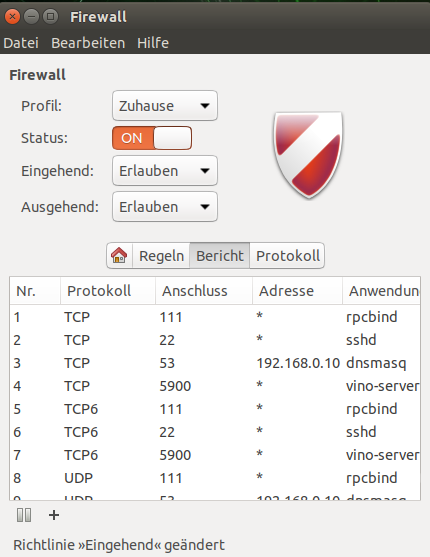 Firewall
Datei Bearbeiten Hilfe
Firewall
Profil: Zuhause
Status: ON
Eingehend: Erlauben
Ausgehend: Erlauben
Regeln Bericht Protokoll
Nr. Protokoll Anschluss Adresse Anwendun
1 TCP 111 * rpcbind
2 TCP 22 * sshd
3 TCP 53 192.168.0.10 dnsmasq
4 TCP 5900 * vino-server
5 TCP6 111 * rpcbind
6 TCP6 22 * sshd
7 TCP6 5900 * vino-server
8 UDP 111 * rpcbind
9 UDP 53 192.168.0.10 dnsmasq
Richtlinie »Eingehend« geändert